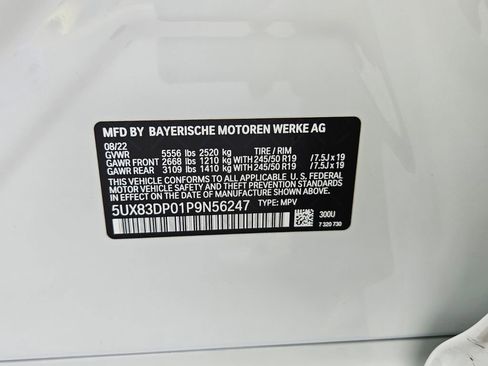 MFD BY BAYERISCHE MOTOREN WERKE AG
08/22
GVWR 5556 lbs 2520 kg TIRE / RIM
GAWR FRONT 2668 lbs 1210 kg WITH 245/50 R19 /7.5J x 19
GAWR REAR 3109 lbs 1410 kg WITH 245/50 R19 /7.5J x 19
THIS VEHICLE CONFORMS TO ALL APPLICABLE U. S. FEDERAL
MOTOR VEHICLE SAFETY STANDARDS IN EFFECT ON THE
DATE OF MANUFACTURE SHOWN ABOVE.
5UX83DP01P9N56247 TYPE: MPV
300U
7 320 730